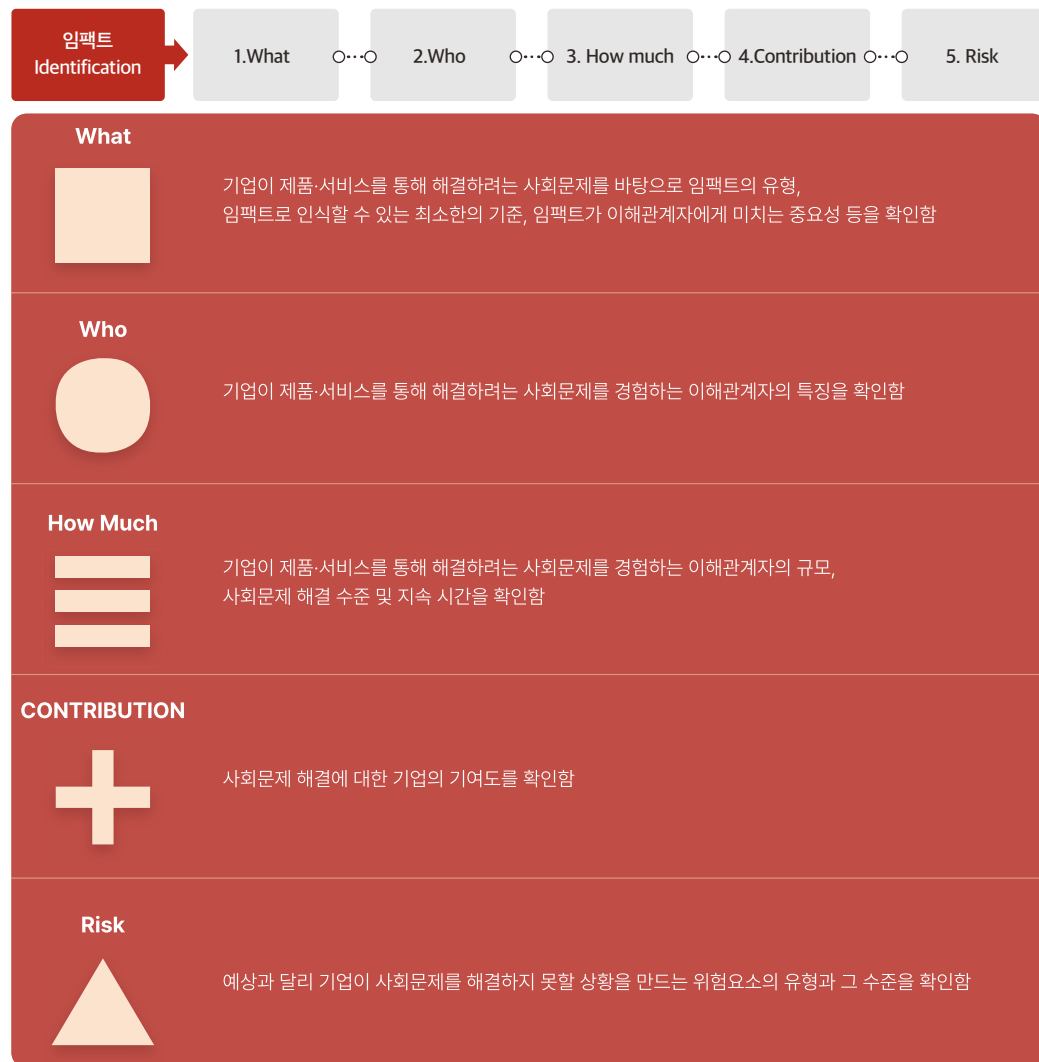 임팩트
Identification
1.What
2.Who
3. How much
4.Contribution
5. Risk
What
기업이 제품·서비스를 통해 해결하려는 사회문제를 바탕으로 임팩트의 유형,
임팩트로 인식할 수 있는 최소한의 기준, 임팩트가 이해관계자에게 미치는 중요성 등을 확인함
Who
기업이 제품·서비스를 통해 해결하려는 사회문제를 경험하는 이해관계자의 특징을 확인함
How Much
기업이 제품·서비스를 통해 해결하려는 사회문제를 경험하는 이해관계자의 규모,
사회문제 해결 수준 및 지속 시간을 확인함
CONTRIBUTION
사회문제 해결에 대한 기업의 기여도를 확인함
Risk
예상과 달리 기업이 사회문제를 해결하지 못할 상황을 만드는 위험요소의 유형과 그 수준을 확인함